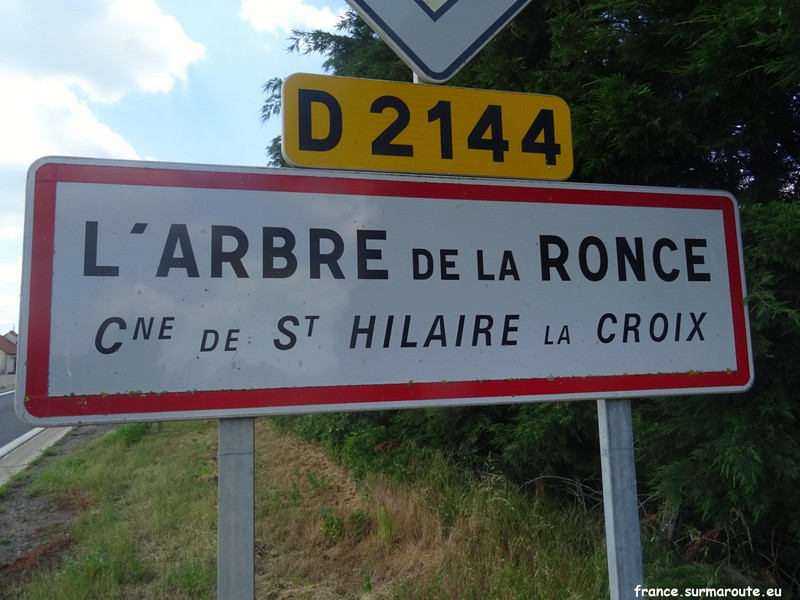 D 2144
L'ARBRE DE LA RONCE
CNE DE ST HILAIRE LA CROIX
france.surmaroute.eu